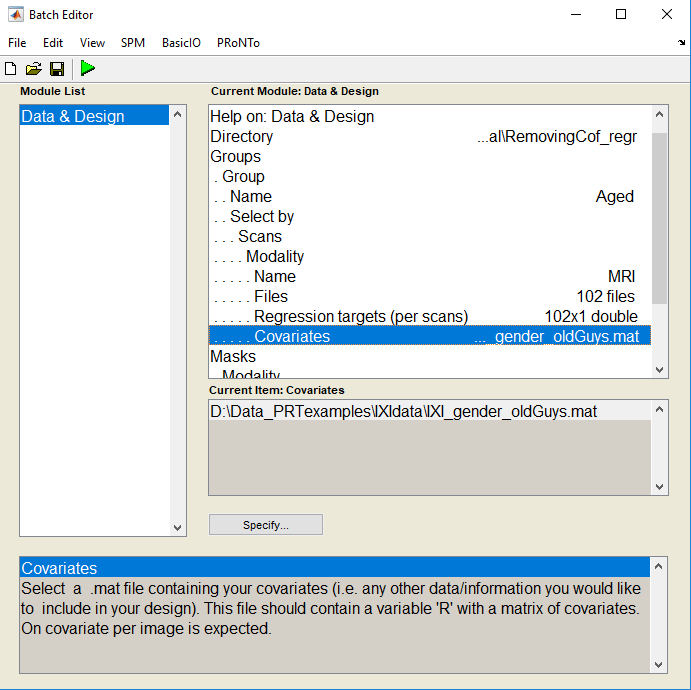 Batch Editor
File Edit View SPM BasicIO PRoNTo
Module List
Data & Design
Current Module: Data & Design
Help on: Data & Design
Directory ...al\RemovingCof_regr
Groups
. Group
. . Name Aged
. . Select by
. . . Scans
. . . . Modality
. . . . . Name MRI
. . . . . Files 102 files
. . . . . Regression targets (per scans) 102x1 double
. . . . . Covariates ..._gender_oldGuys.mat
Masks
. Modality
Current Item: Covariates
D:\Data_PRTexamples\IXIdata\IXI_gender_oldGuys.mat
Specify...
Covariates
Select a .mat file containing your covariates (i.e. any other data/information you would like
to include in your design). This file should contain a variable 'R' with a matrix of covariates.
On covariate per image is expected.